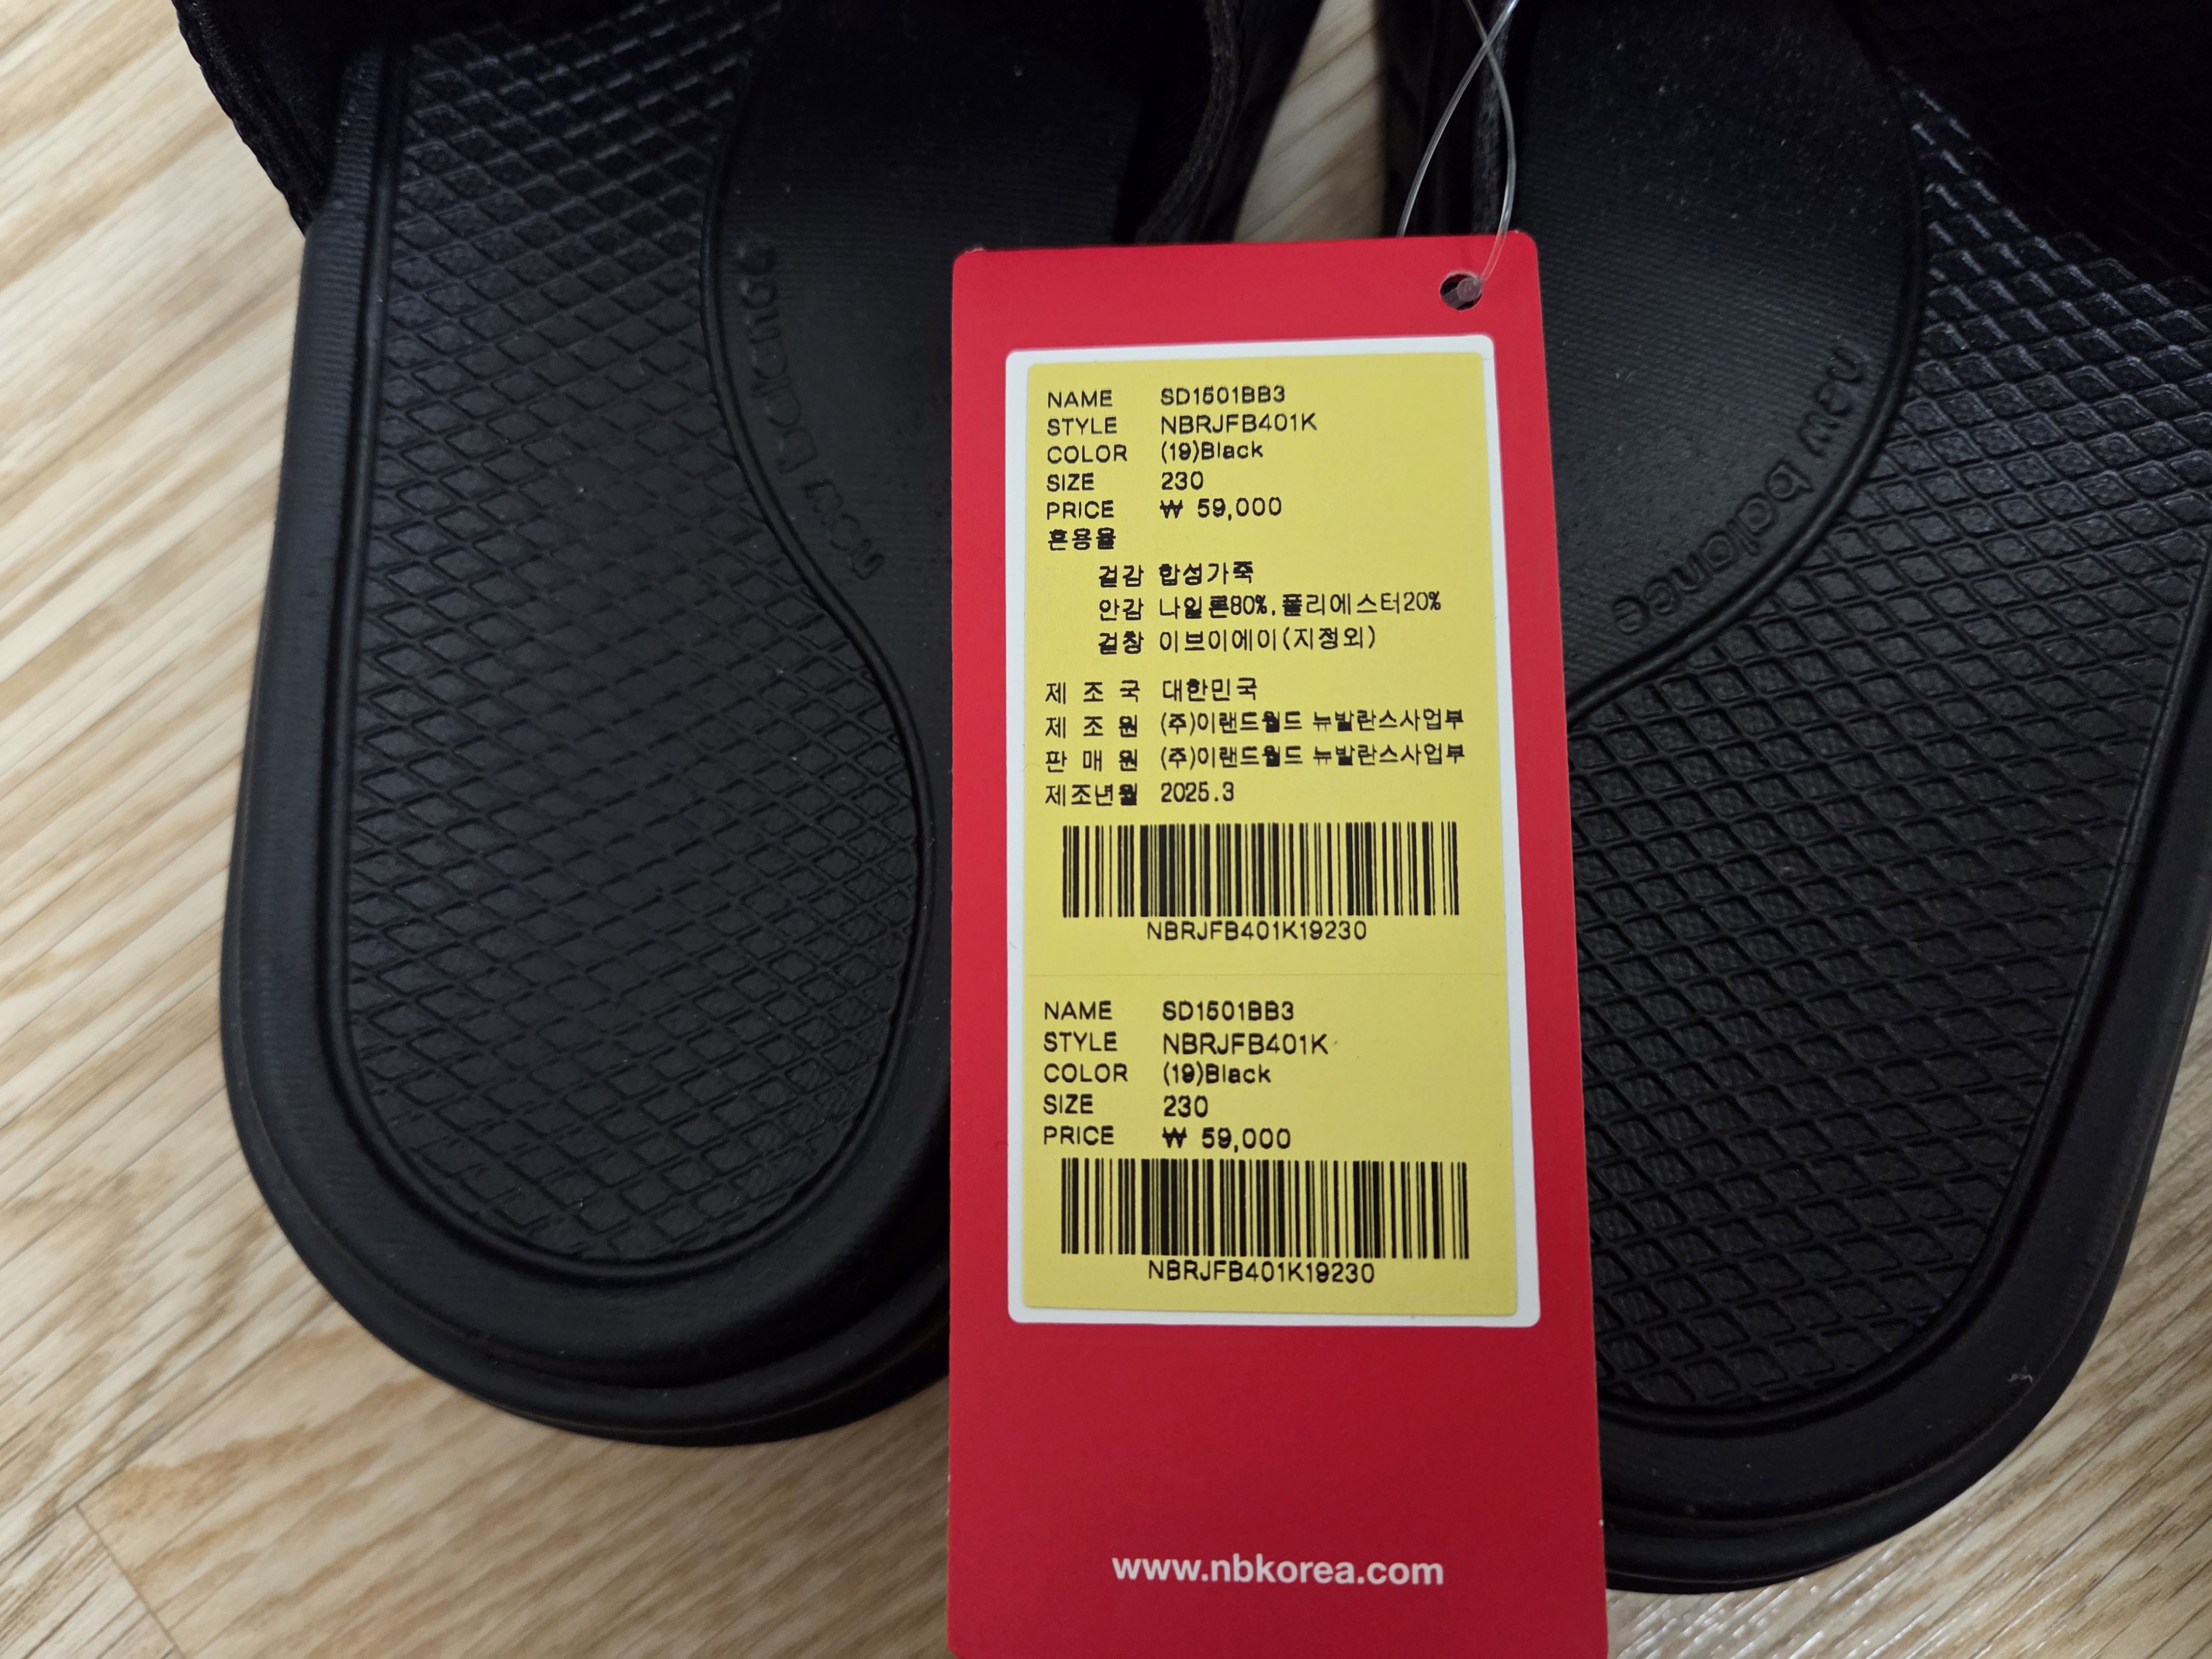 new balance
new balance
NAME SD1501BB3
STYLE NBRJFB401K
COLOR (19)Black
SIZE 230
PRICE ₩ 59,000
혼용율
겉감 합성가죽
안감 나일론80%,폴리에스터20%
겉창 이브이에이(지정외)
제 조 국 대한민국
제 조 원 (주)이랜드월드 뉴발란스사업부
판 매 원 (주)이랜드월드 뉴발란스사업부
제조년월 2025.3
NBRJFB401K19230
NAME SD1501BB3
STYLE NBRJFB401K
COLOR (19)Black
SIZE 230
PRICE ₩ 59,000
NBRJFB401K19230
www.nbkorea.com